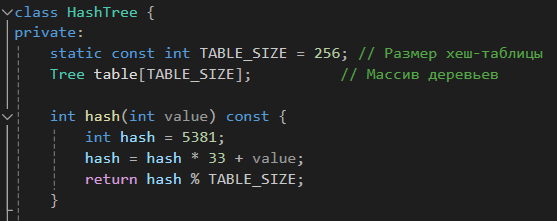 class HashTree {
private:
    static const int TABLE_SIZE = 256; // Размер хеш-таблицы
    Tree table[TABLE_SIZE];          // Массив деревьев
    int hash(int value) const {
        int hash = 5381;
        hash = hash * 33 + value;
        return hash % TABLE_SIZE;
    }